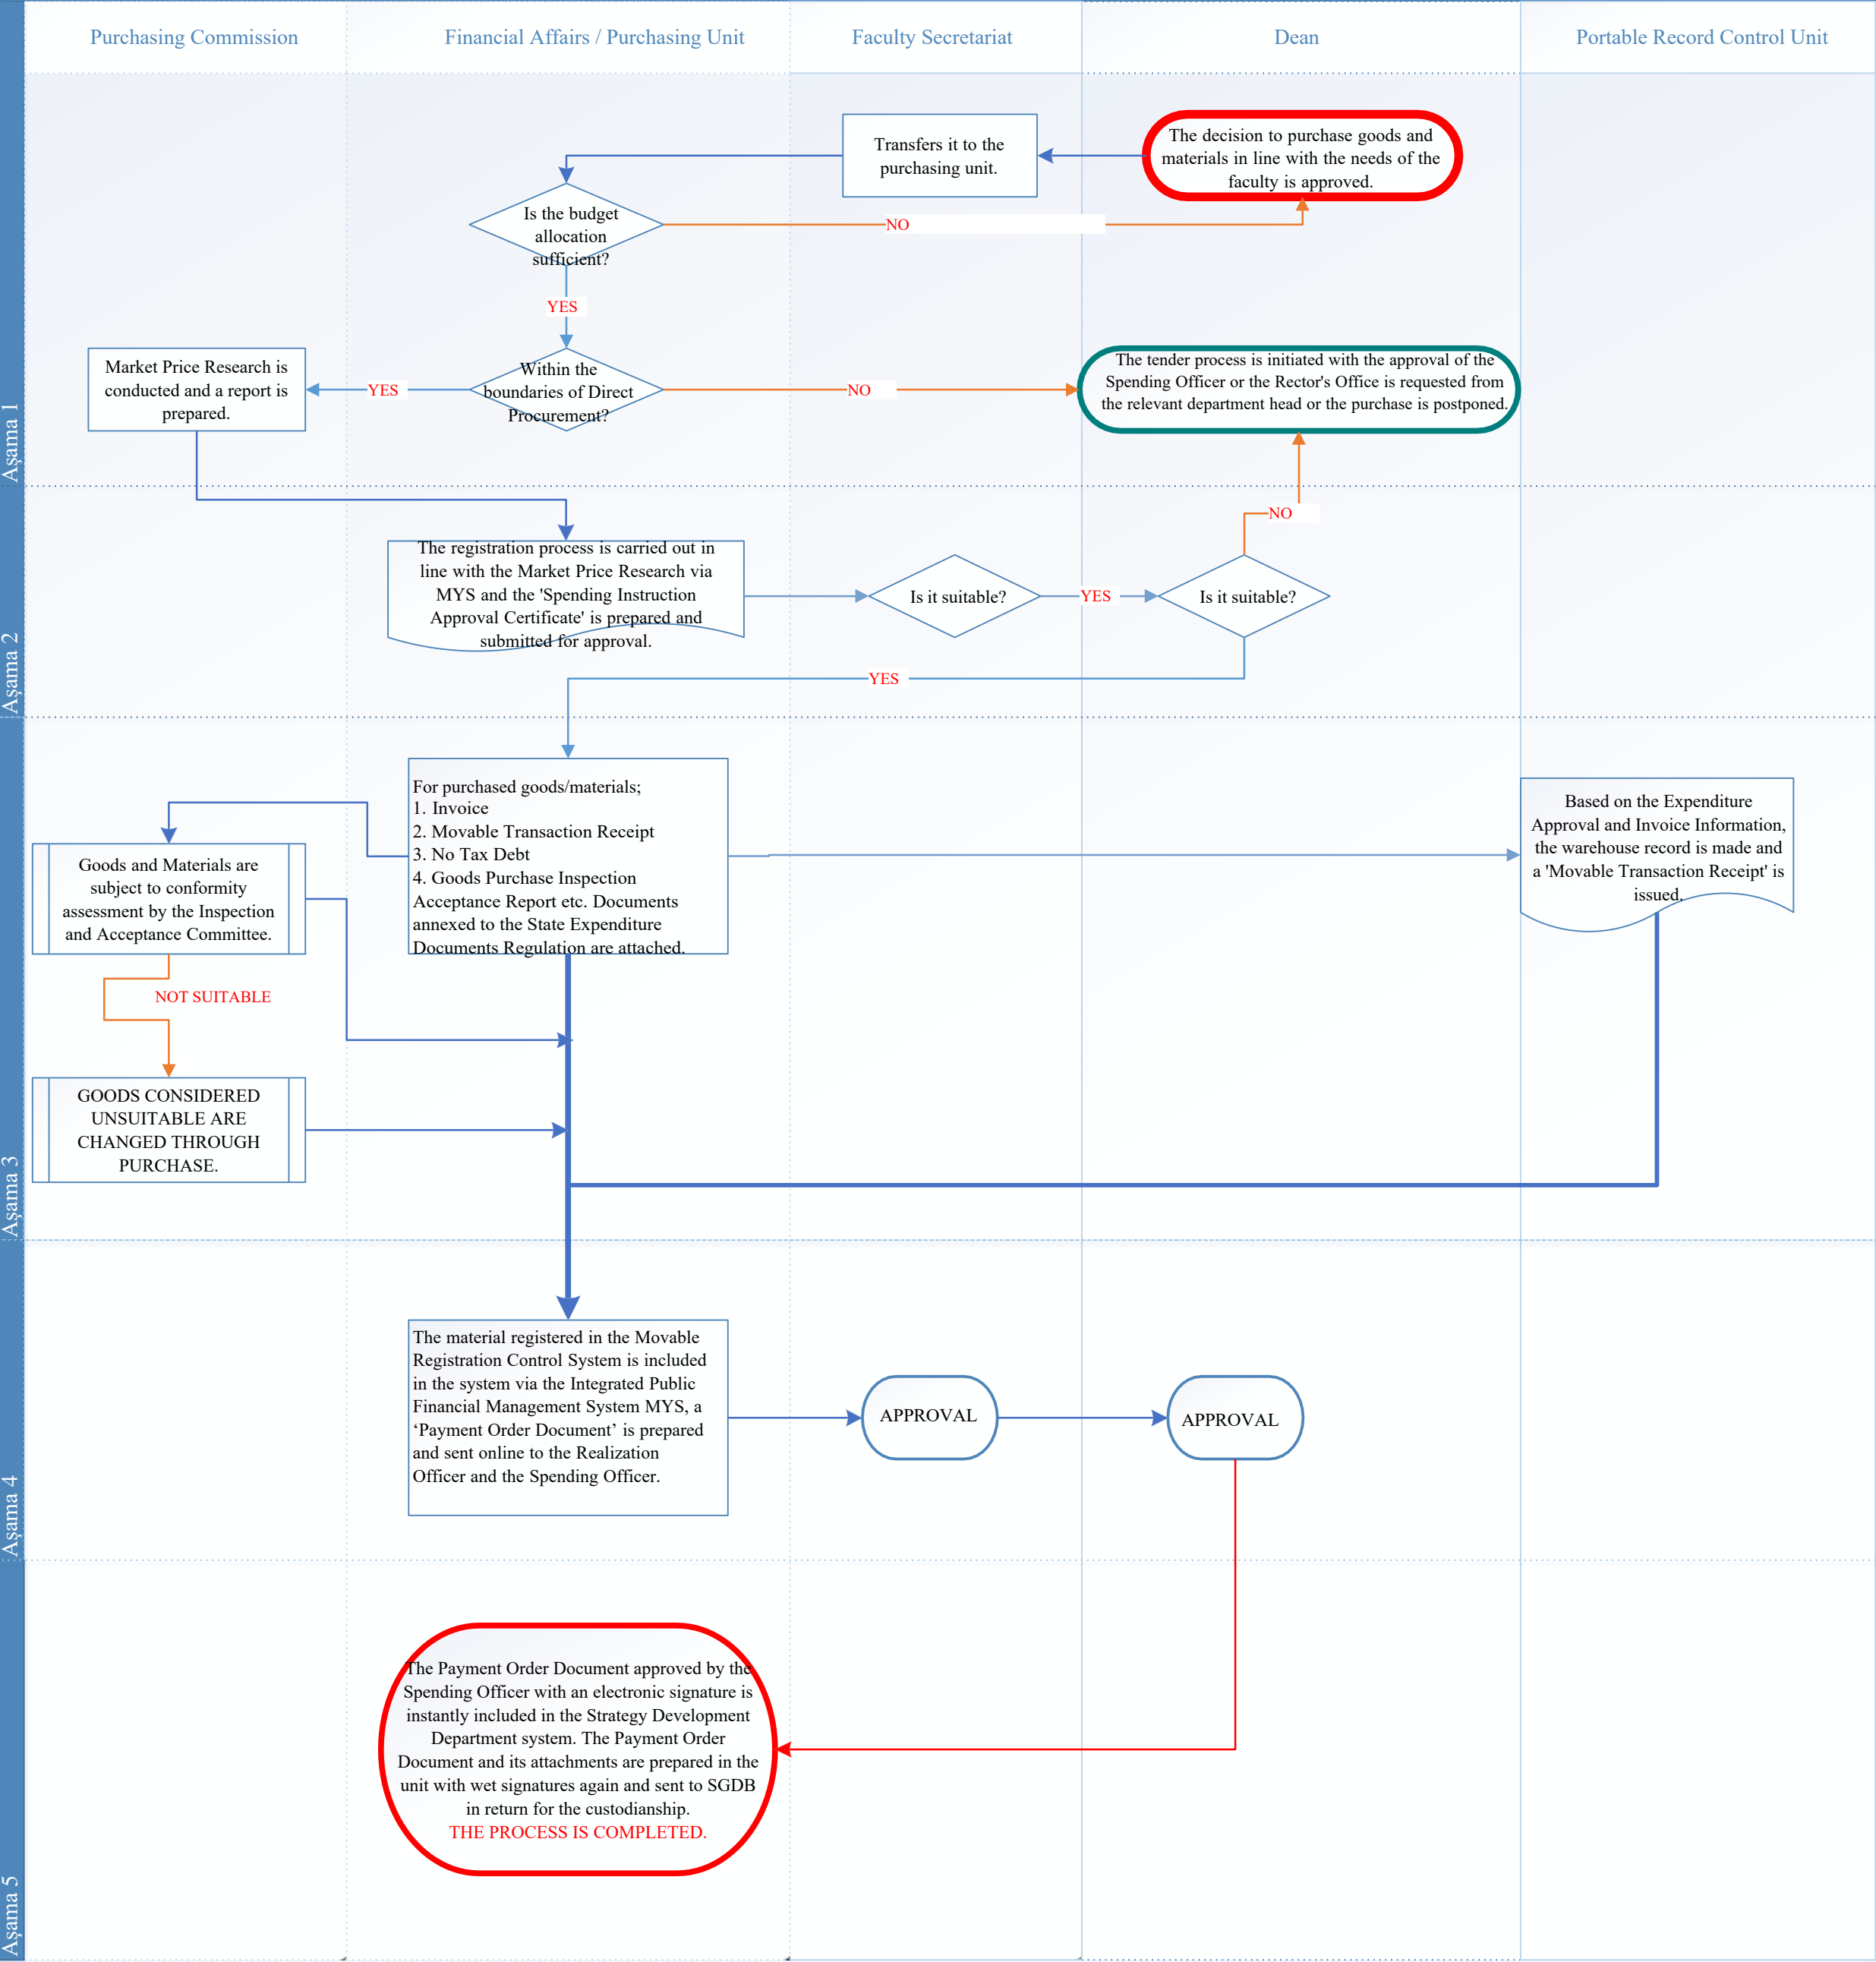 Purchasing Commission
Financial Affairs / Purchasing Unit
Faculty Secretariat
Dean
Portable Record Control Unit
Aşama 1
The decision to purchase goods and
materials in line with the needs of the
faculty is approved.
Transfers it to the
purchasing unit.
Is the budget
allocation
sufficient?
NO
YES
Within the
boundaries of Direct
Procurement?
YES
NO
Market Price Research is
conducted and a report is
prepared.
The tender process is initiated with the approval of the
Spending Officer or the Rector's Office is requested from
the relevant department head or the purchase is postponed.
Aşama 2
The registration process is carried out in
line with the Market Price Research via
MYS and the 'Spending Instruction
Approval Certificate' is prepared and
submitted for approval.
Is it suitable?
YES
Is it suitable?
NO
YES
Aşama 3
For purchased goods/materials;
1. Invoice
2. Movable Transaction Receipt
3. No Tax Debt
4. Goods Purchase Inspection
Acceptance Report etc. Documents
annexed to the State Expenditure
Documents Regulation are attached.
Based on the Expenditure
Approval and Invoice Information,
the warehouse record is made and
a 'Movable Transaction Receipt' is
issued.
Goods and Materials are
subject to conformity
assessment by the Inspection
and Acceptance Committee.
NOT SUITABLE
GOODS CONSIDERED
UNSUITABLE ARE
CHANGED THROUGH
PURCHASE.
Aşama 4
The material registered in the Movable
Registration Control System is included
in the system via the Integrated Public
Financial Management System MYS, a
‘Payment Order Document’ is prepared
and sent online to the Realization
Officer and the Spending Officer.
APPROVAL
APPROVAL
Aşama 5
The Payment Order Document approved by the
Spending Officer with an electronic signature is
instantly included in the Strategy Development
Department system. The Payment Order
Document and its attachments are prepared in the
unit with wet signatures again and sent to SGDB
in return for the custodianship.
THE PROCESS IS COMPLETED.